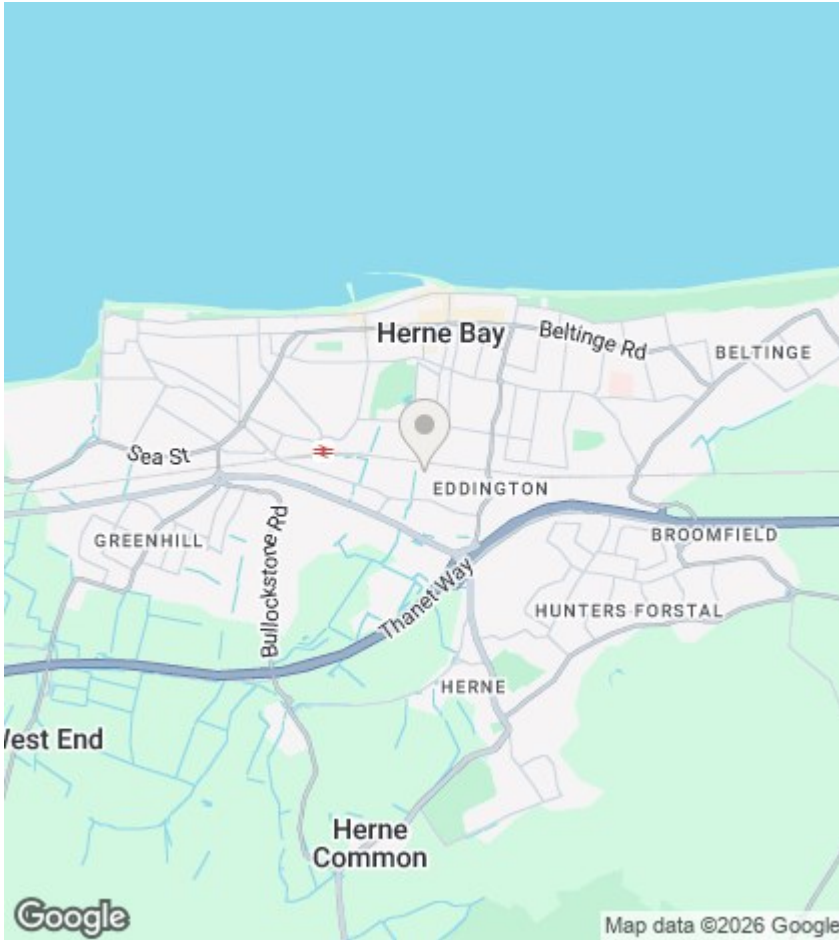 Herne Bay
Beltinge Rd
BELTINGE
Sea St
EDDINGTON
GREENHILL
BROOMFIELD
Bullockstone Rd
Thanet Way
HUNTERS FORSTAL
HERNE
West End
Herne
Common
Google
Map data ©2026 Google